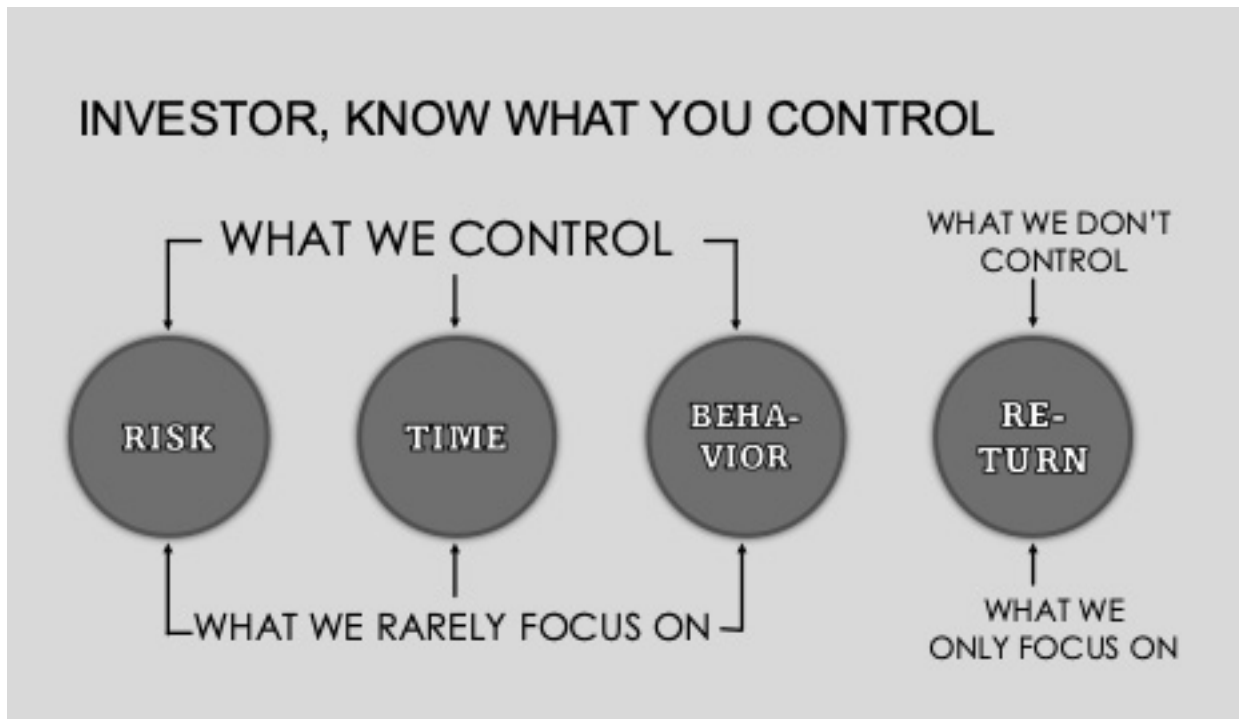 INVESTOR, KNOW WHAT YOU CONTROL
WHAT WE CONTROL
WHAT WE DON'T
CONTROL
RISK
TIME
BEHA-
VIOR
RE-
TURN
WHAT WE RARELY FOCUS ON
WHAT WE
ONLY FOCUS ON